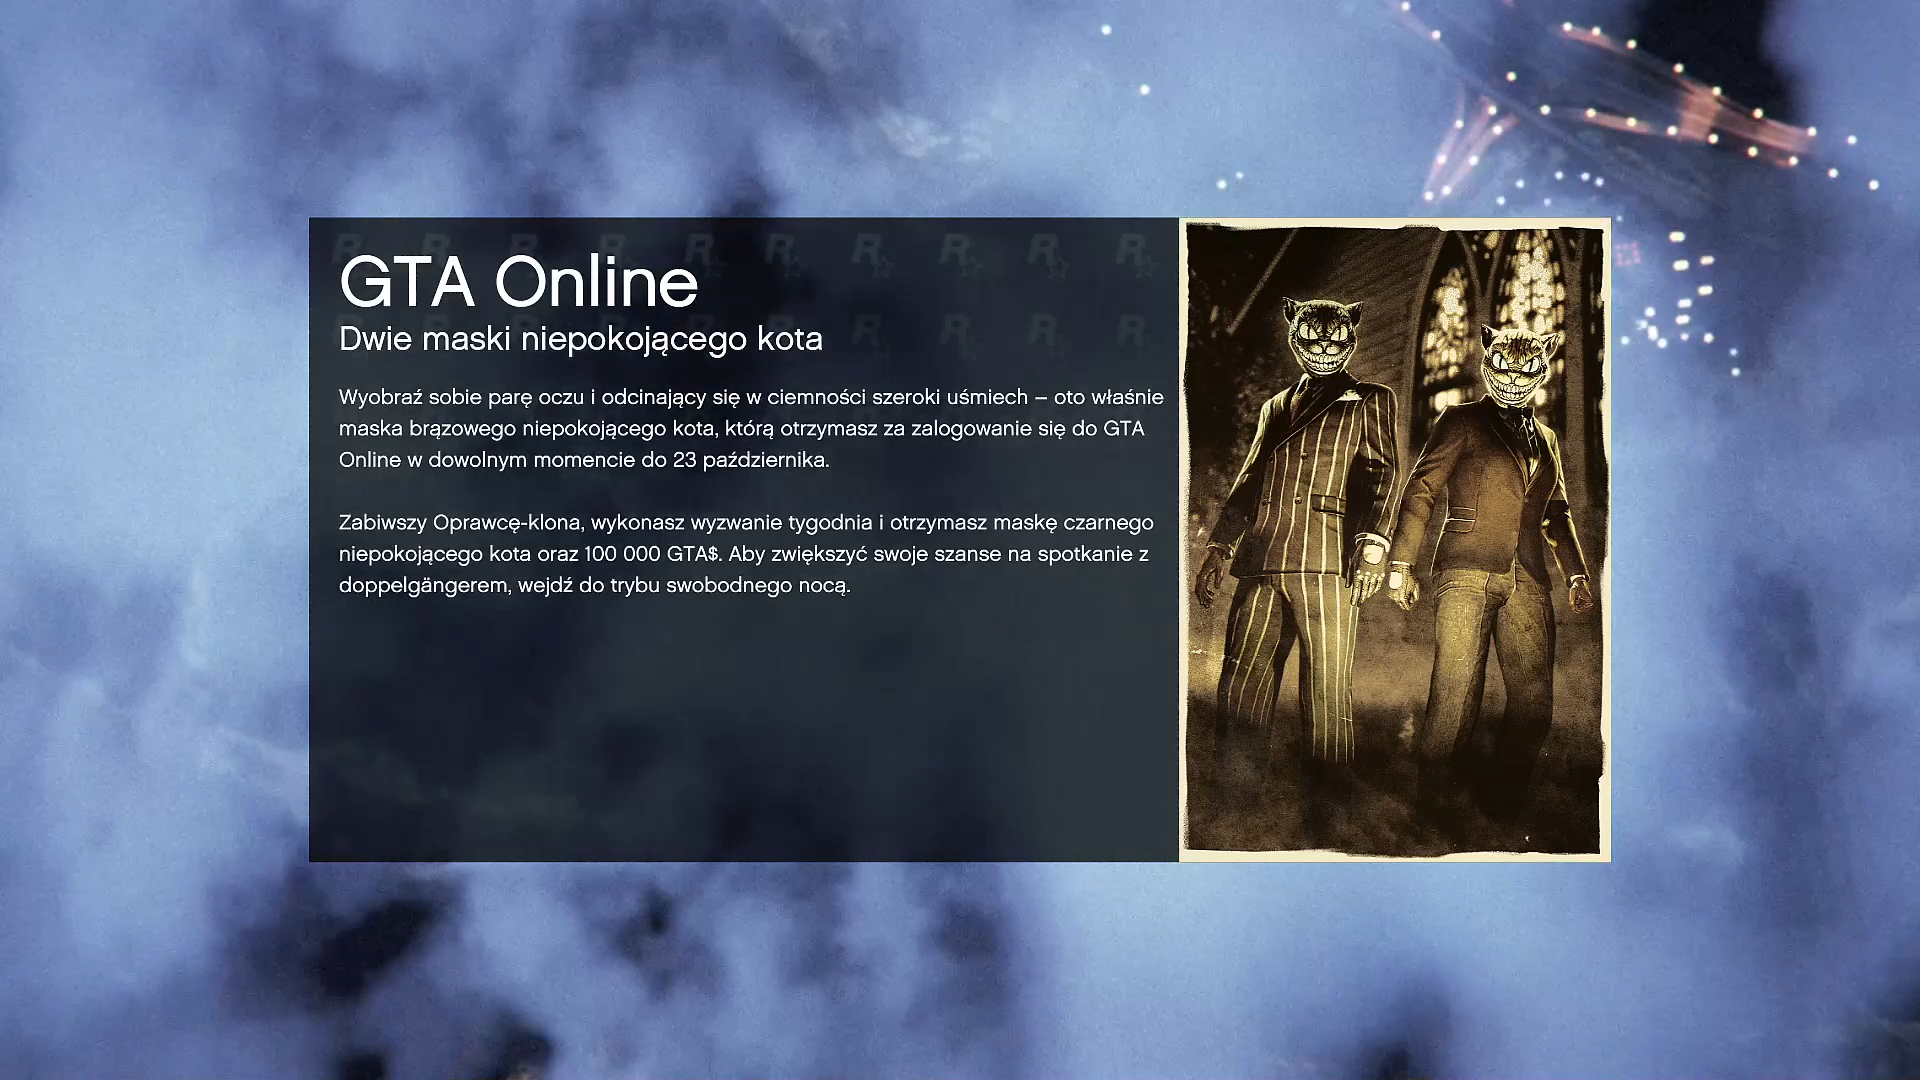 GTA Online
Dwie maski niepokojącego kota
Wyobraź sobie parę oczu i odcinający się w ciemności szeroki uśmiech – oto właśnie
maska brązowego niepokojącego kota, którą otrzymasz za zalogowanie się do GTA
Online w dowolnym momencie do 23 października.
Zabiwszy Oprawcę-klona, wykonasz wyzwanie tygodnia i otrzymasz maskę czarnego
niepokojącego kota oraz 100 000 GTA$. Aby zwiększyć swoje szanse na spotkanie z
doppelgängerem, wejdź do trybu swobodnego nocą.